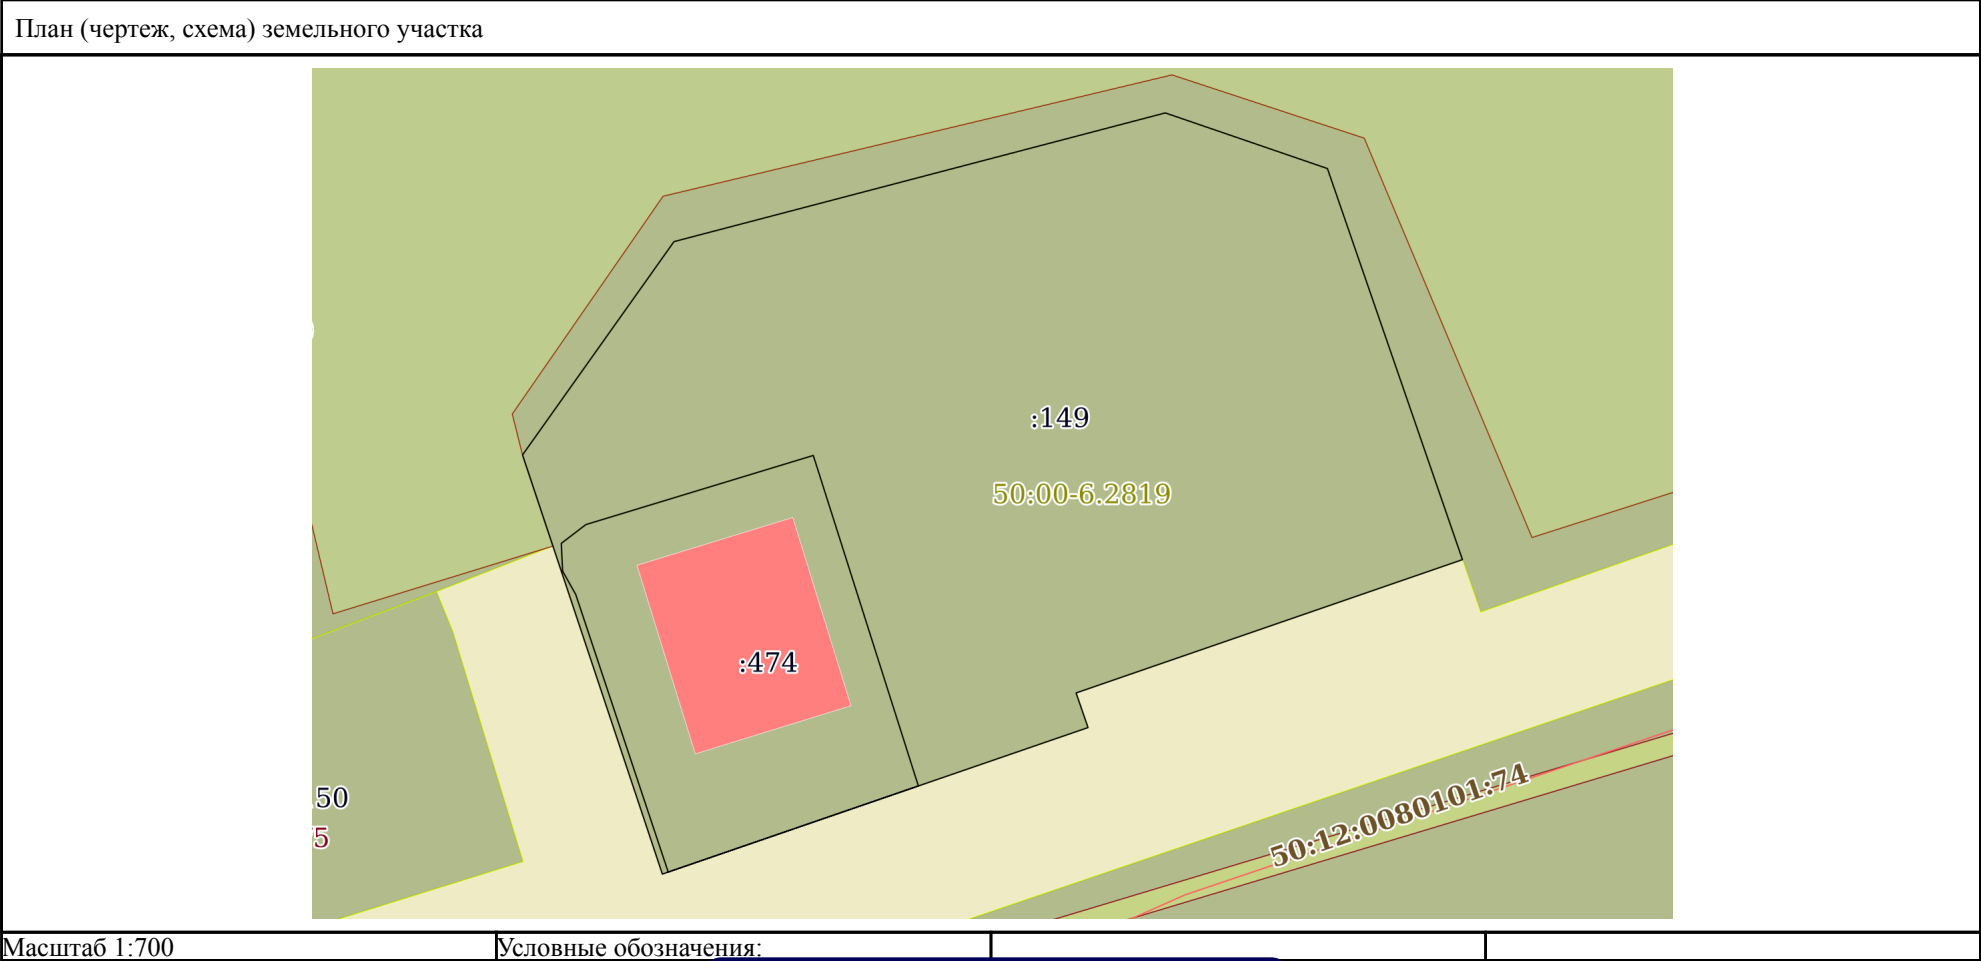 План (чертеж, схема) земельного участка
:149
50:00-6.2819
:474
50
5
50:12:0080101:74
Масштаб 1:700
Условные обозначения: